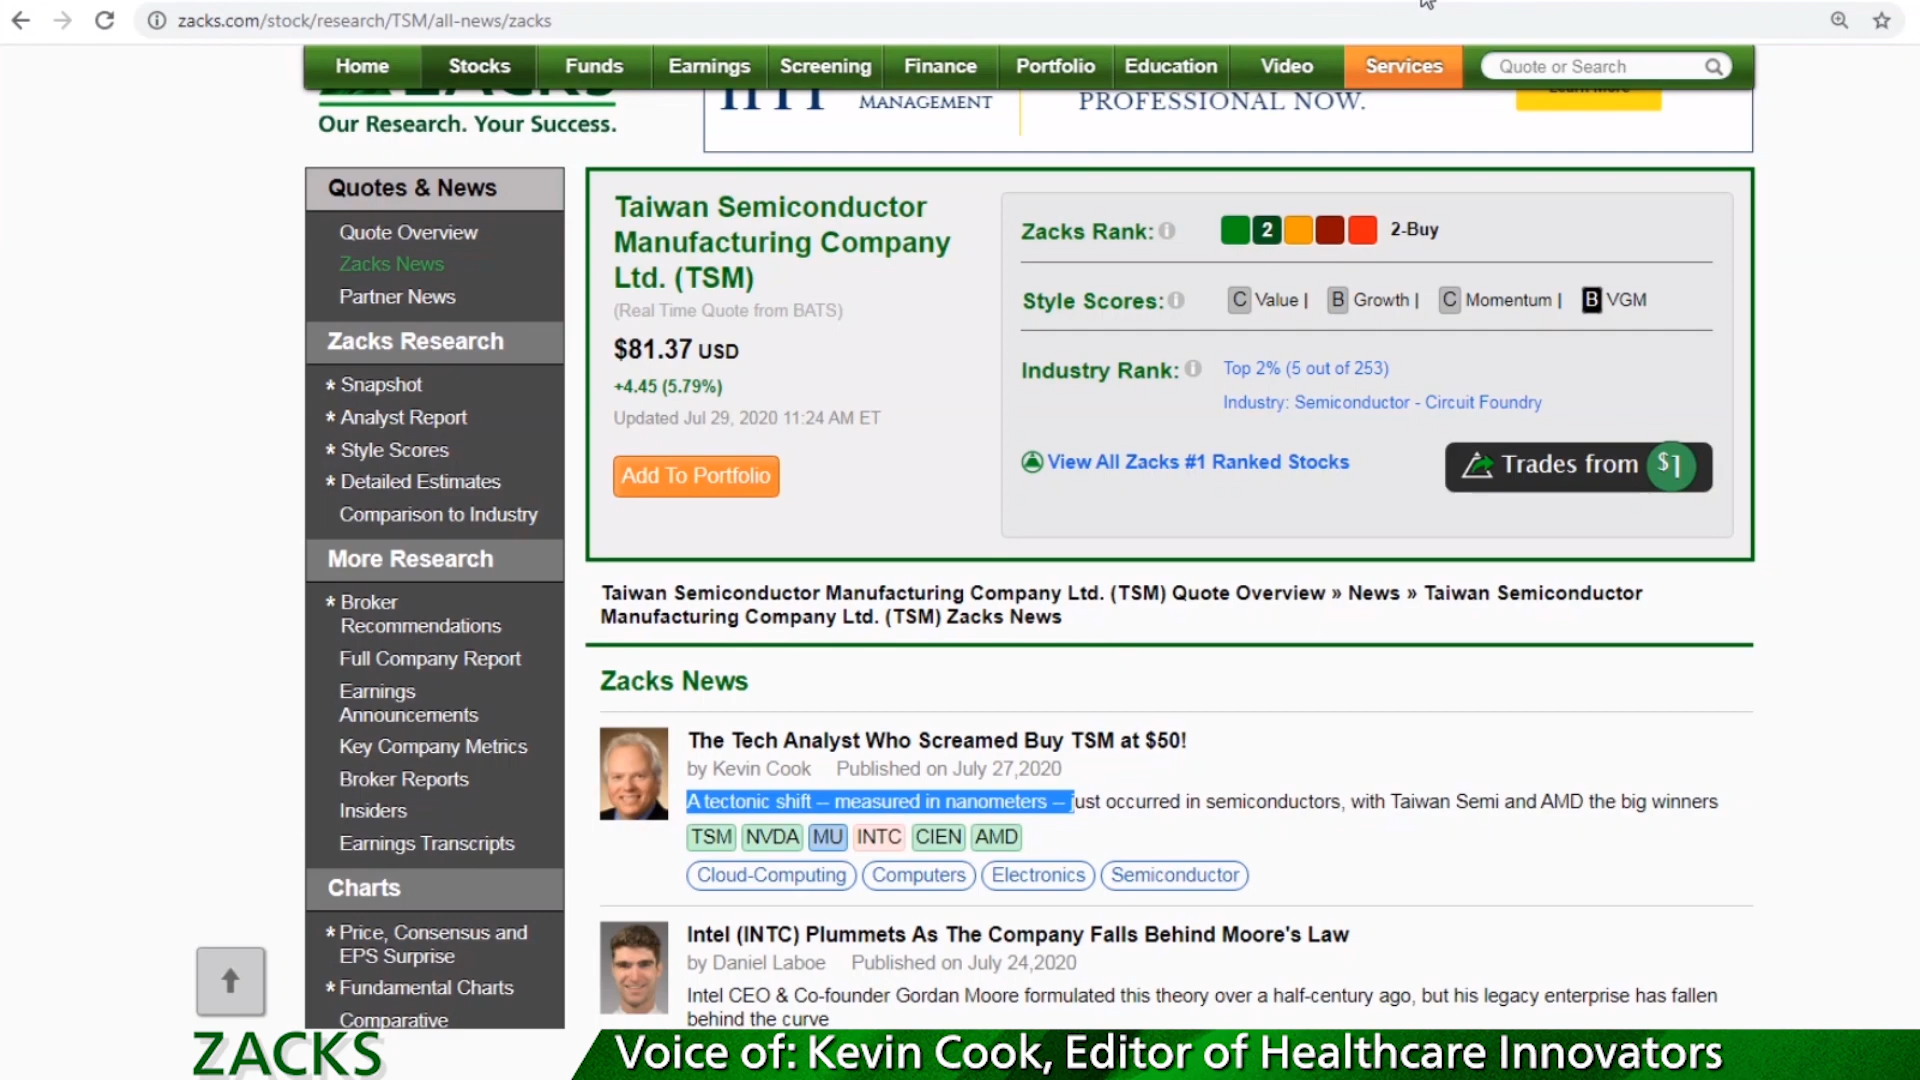 zacks.com/stock/research/TSM/all-news/zacks
Home Stocks Funds Earnings Screening Finance Portfolio Education Video Services Quote or Search
ZACKS
Our Research. Your Success.
MANAGEMENT
PROFESSIONAL NOW.
Learn More
Quotes & News
Quote Overview
Zacks News
Partner News
Zacks Research
* Snapshot
* Analyst Report
* Style Scores
* Detailed Estimates
Comparison to Industry
More Research
* Broker
Recommendations
Full Company Report
Earnings
Announcements
Key Company Metrics
Broker Reports
Insiders
Earnings Transcripts
Charts
* Price, Consensus and
EPS Surprise
* Fundamental Charts
Comparative
Taiwan Semiconductor
Manufacturing Company
Ltd. (TSM)
(Real Time Quote from BATS)
$81.37 USD
+4.45 (5.79%)
Updated Jul 29, 2020 11:24 AM ET
Add To Portfolio
Zacks Rank: 2 2-Buy
Style Scores: C Value | B Growth | C Momentum | B VGM
Industry Rank: Top 2% (5 out of 253)
Industry: Semiconductor - Circuit Foundry
View All Zacks #1 Ranked Stocks
Trades from $1
Taiwan Semiconductor Manufacturing Company Ltd. (TSM) Quote Overview » News » Taiwan Semiconductor
Manufacturing Company Ltd. (TSM) Zacks News
Zacks News
The Tech Analyst Who Screamed Buy TSM at $50!
by Kevin Cook Published on July 27,2020
A tectonic shift – measured in nanometers – just occurred in semiconductors, with Taiwan Semi and AMD the big winners
TSM NVDA MU INTC CIEN AMD
Cloud-Computing Computers Electronics Semiconductor
Intel (INTC) Plummets As The Company Falls Behind Moore's Law
by Daniel Laboe Published on July 24,2020
Intel CEO & Co-founder Gordan Moore formulated this theory over a half-century ago, but his legacy enterprise has fallen
behind the curve
ZACKS
Voice of: Kevin Cook, Editor of Healthcare Innovators